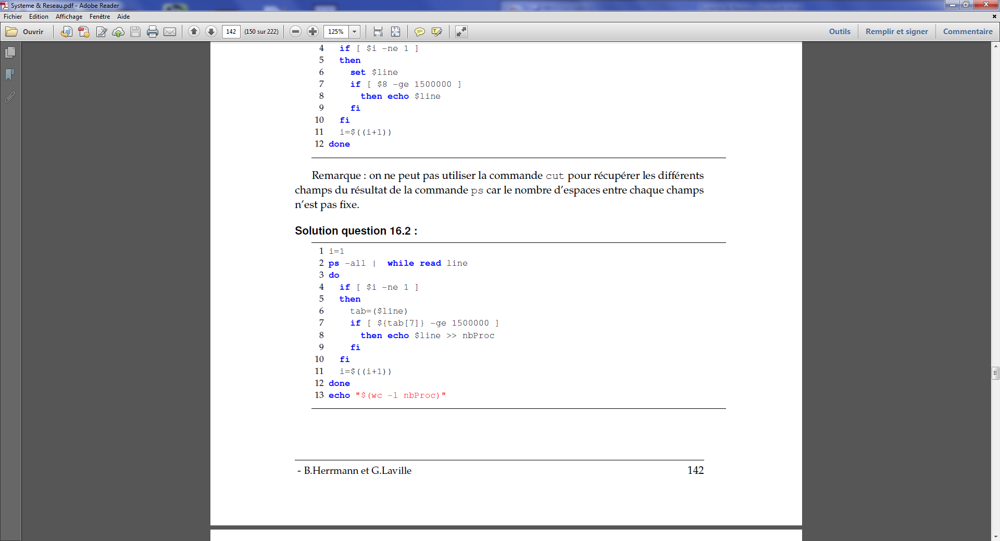 Systeme & Reseau.pdf - Adobe Reader
Fichier Edition Affichage Fenêtre Aide
Ouvrir 142 (150 sur 222) 125% Outils Remplir et signer Commentaire
4 if [ $i -ne 1 ]
5 then
6 set $line
7 if [ $8 -ge 1500000 ]
8 then echo $line
9 fi
10 fi
11 i=$((i+1))
12 done
Remarque : on ne peut pas utiliser la commande cut pour récupérer les différents
champs du résultat de la commande ps car le nombre d'espaces entre chaque champs
n'est pas fixe.
Solution question 16.2 :
1 i=1
2 ps -all | while read line
3 do
4 if [ $i -ne 1 ]
5 then
6 tab=($line)
7 if [ ${tab[7]} -ge 1500000 ]
8 then echo $line >> nbProc
9 fi
10 fi
11 i=$((i+1))
12 done
13 echo "$(wc -l nbProc)"
- B.Herrmann et G.Laville 142